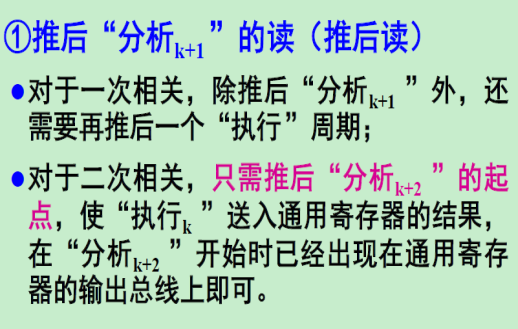 ①推后“分析k+1”的读（推后读）
●对于一次相关，除推后“分析k+1 ”外，还
需要再推后一个“执行”周期；
●对于二次相关，只需推后“分析k+2 ”的起
点，使“执行k ”送入通用寄存器的结果，
在“分析k+2 ”开始时已经出现在通用寄存
器的输出总线上即可。